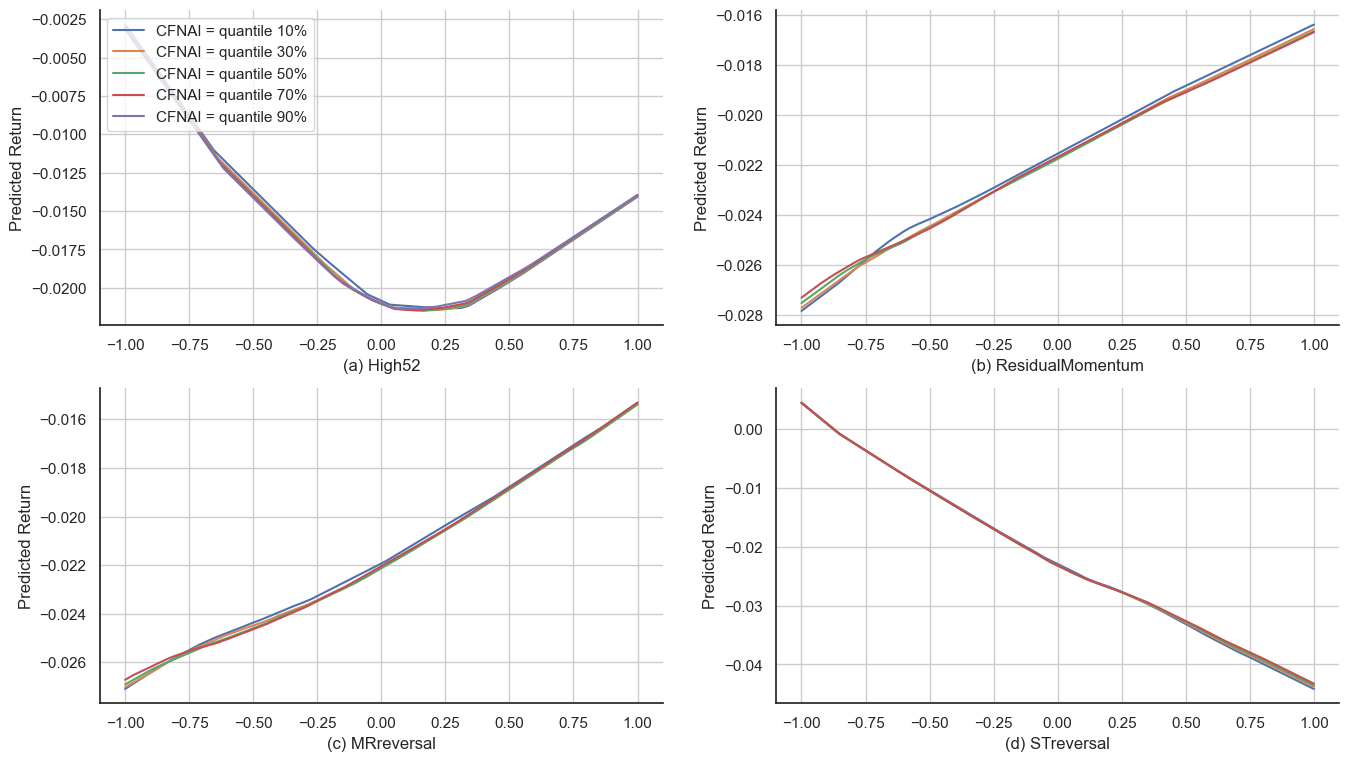 −0.0025
−0.0050
−0.0075
−0.0100
−0.0125
−0.0150
−0.0175
−0.0200
Predicted Return
CFNAI = quantile 10%
CFNAI = quantile 30%
CFNAI = quantile 50%
CFNAI = quantile 70%
CFNAI = quantile 90%
−1.00 −0.75 −0.50 −0.25 0.00 0.25 0.50 0.75 1.00
(a) High52
−0.016
−0.018
−0.020
−0.022
−0.024
−0.026
−0.028
Predicted Return
−1.00 −0.75 −0.50 −0.25 0.00 0.25 0.50 0.75 1.00
(b) ResidualMomentum
−0.016
−0.018
−0.020
−0.022
−0.024
−0.026
Predicted Return
−1.00 −0.75 −0.50 −0.25 0.00 0.25 0.50 0.75 1.00
(c) MRreversal
0.00
−0.01
−0.02
−0.03
−0.04
Predicted Return
−1.00 −0.75 −0.50 −0.25 0.00 0.25 0.50 0.75 1.00
(d) STreversal